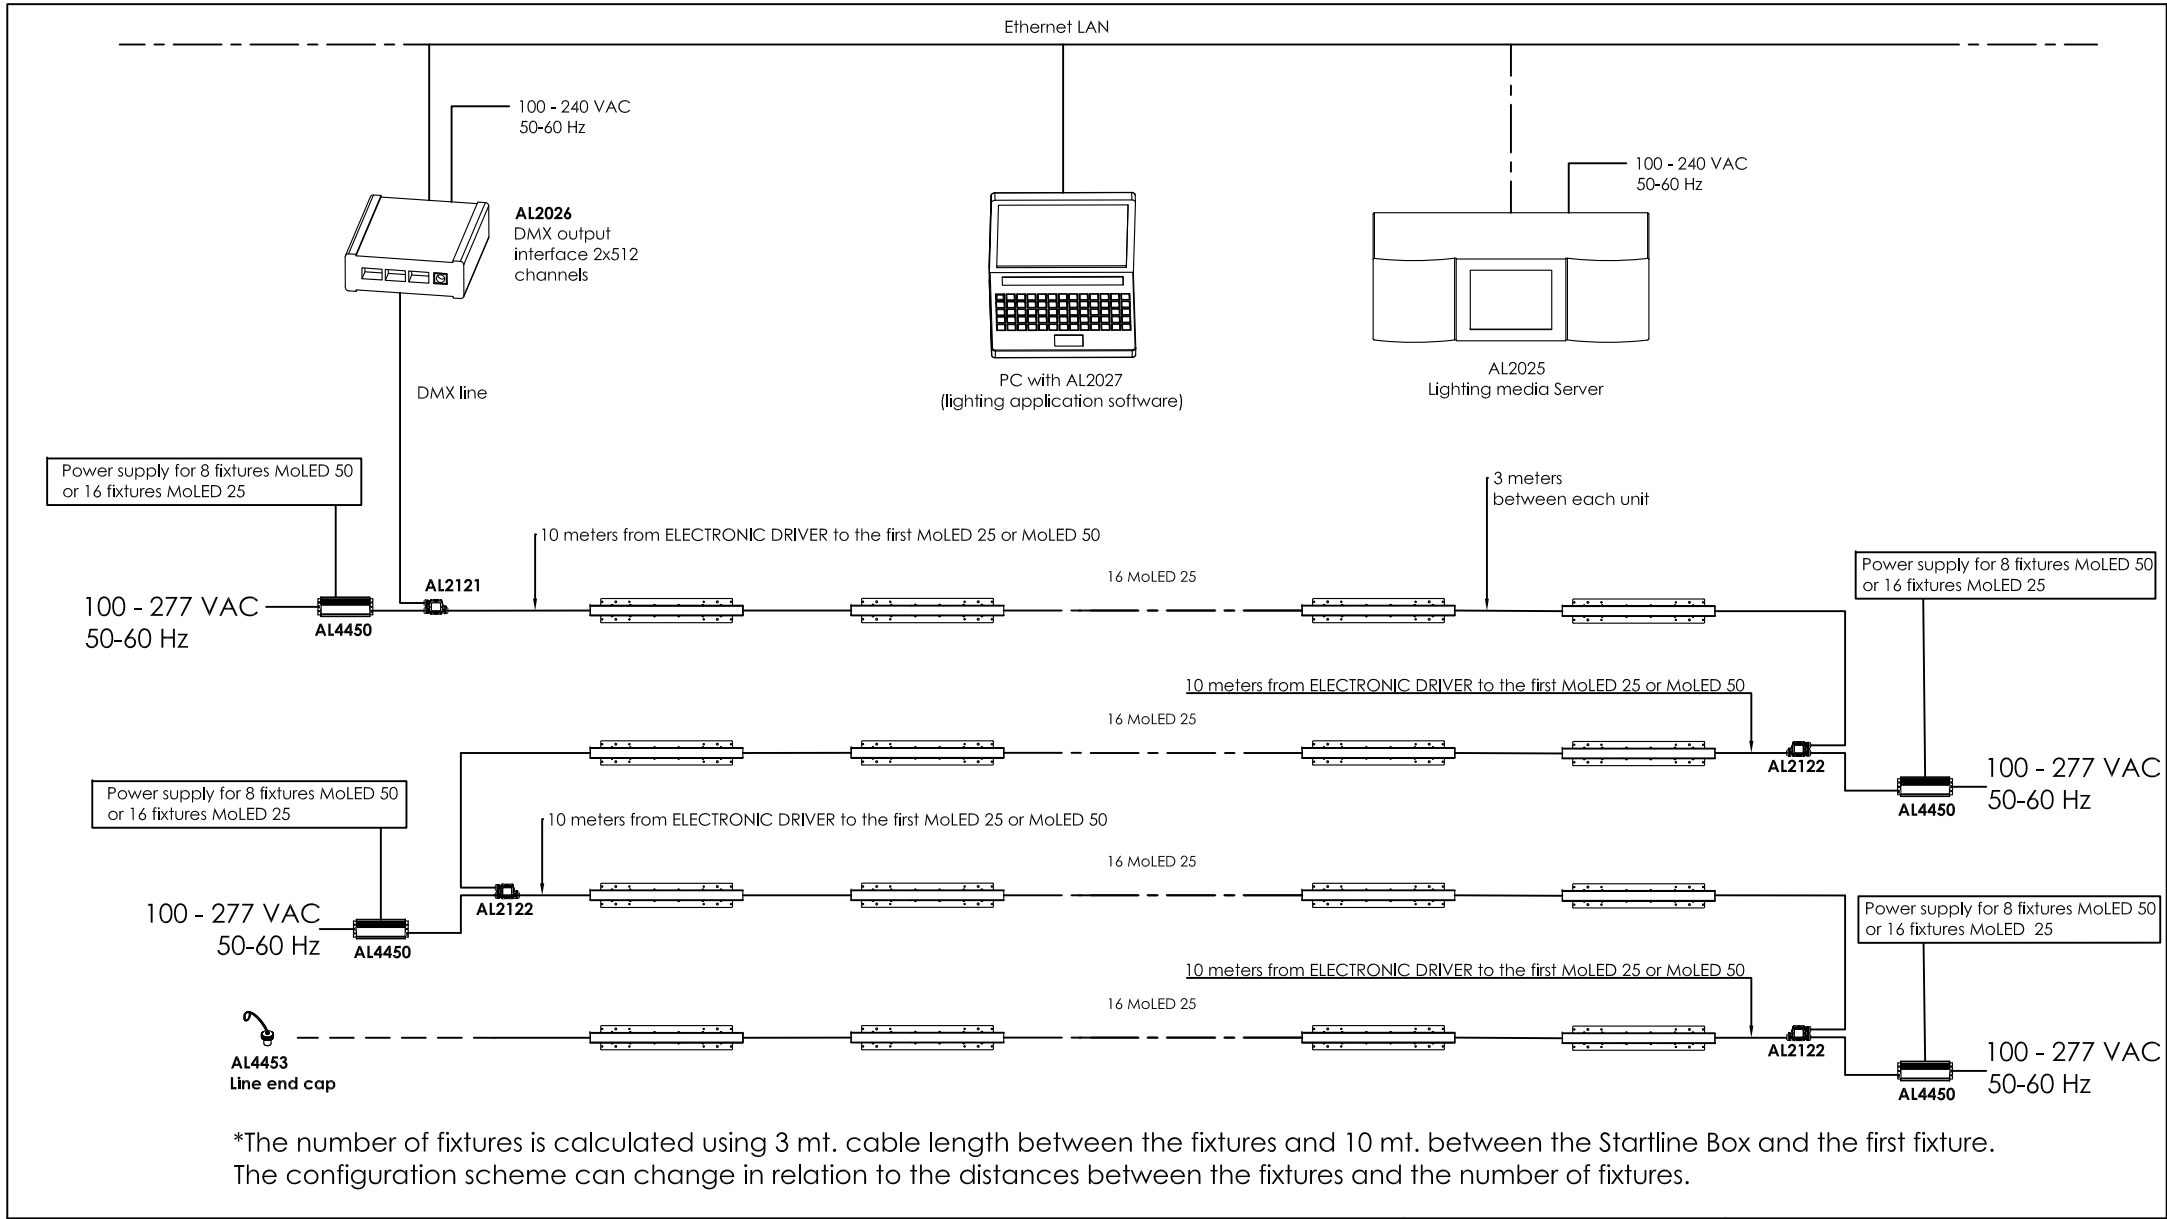 Ethernet LAN
100 - 240 VAC
50-60 Hz
100 - 240 VAC
50-60 Hz
AL2026
DMX output
interface 2x512
channels
PC with AL2027
(lighting application software)
AL2025
Lighting media Server
DMX line
Power supply for 8 fixtures MoLED 50
or 16 fixtures MoLED 25
3 meters
between each unit
10 meters from ELECTRONIC DRIVER to the first MoLED 25 or MoLED 50
Power supply for 8 fixtures MoLED 50
or 16 fixtures MoLED 25
16 MoLED 25
AL2121
100 - 277 VAC
50-60 Hz
AL4450
10 meters from ELECTRONIC DRIVER to the first MoLED 25 or MoLED 50
16 MoLED 25
AL2122
100 - 277 VAC
50-60 Hz
AL4450
Power supply for 8 fixtures MoLED 50
or 16 fixtures MoLED 25
10 meters from ELECTRONIC DRIVER to the first MoLED 25 or MoLED 50
16 MoLED 25
AL2122
100 - 277 VAC
50-60 Hz
AL4450
Power supply for 8 fixtures MoLED 50
or 16 fixtures MoLED 25
10 meters from ELECTRONIC DRIVER to the first MoLED 25 or MoLED 50
16 MoLED 25
AL2122
100 - 277 VAC
50-60 Hz
AL4450
AL4453
Line end cap
*The number of fixtures is calculated using 3 mt. cable length between the fixtures and 10 mt. between the Startline Box and the first fixture.
The configuration scheme can change in relation to the distances between the fixtures and the number of fixtures.